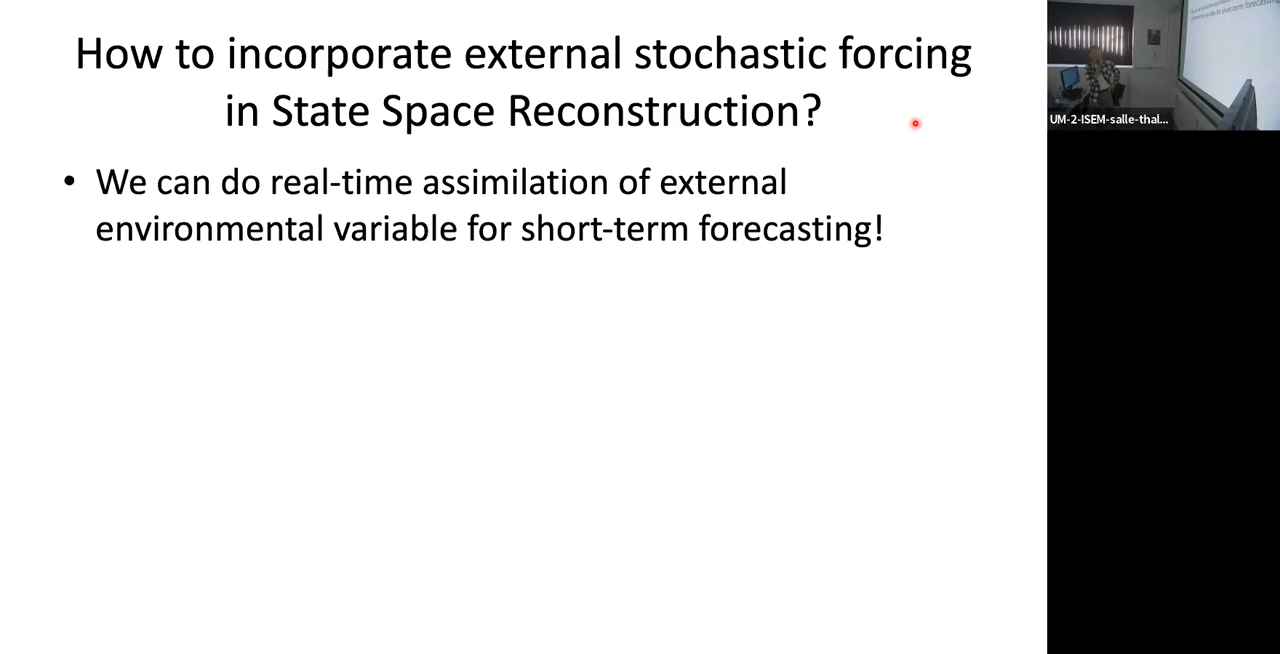 How to incorporate external stochastic forcing
in State Space Reconstruction?
• We can do real-time assimilation of external
environmental variable for short-term forecasting!
UM-2-ISEM-salle-thal...